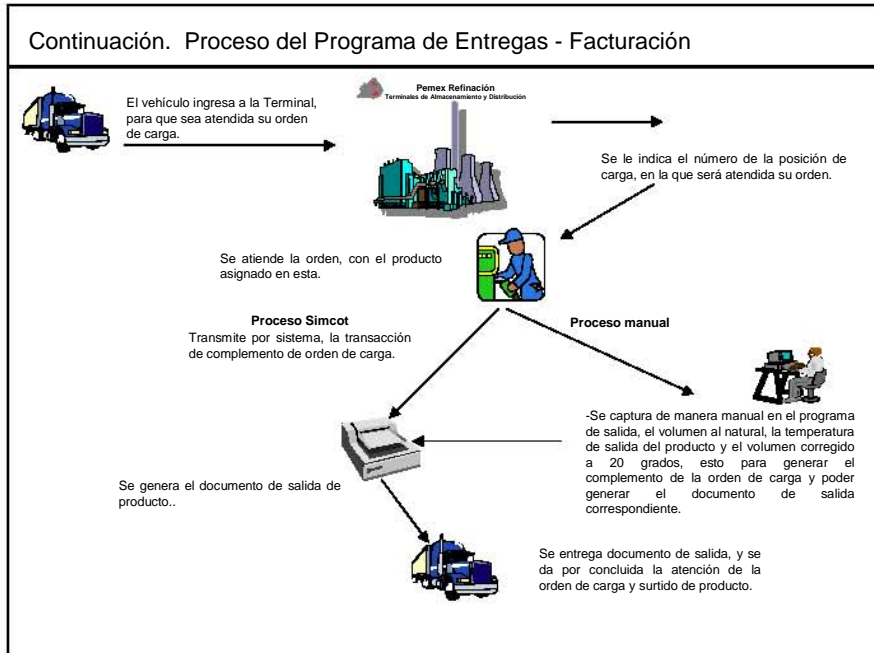 Continuación.  Proceso del Programa de Entregas - Facturación
Pemex Refinación
Terminales de Almacenamiento y Distribución
El vehículo ingresa a la Terminal,
para que sea atendida su orden
de carga.
Se le indica el número de la posición de
carga, en la que será atendida su orden.
Se atiende la orden, con el producto
asignado en esta.
Proceso Simcot
Transmite por sistema, la transacción
de complemento de orden de carga.
Proceso manual
-Se captura de manera manual en el programa
de salida, el volumen al natural, la temperatura
de salida del producto y el volumen corregido
a 20 grados, esto para generar el
complemento de la orden de carga y poder
generar el documento de salida
correspondiente.
Se genera el documento de salida de
producto..
Se entrega documento de salida, y se
da por concluida la atención de la
orden de carga y surtido de producto.